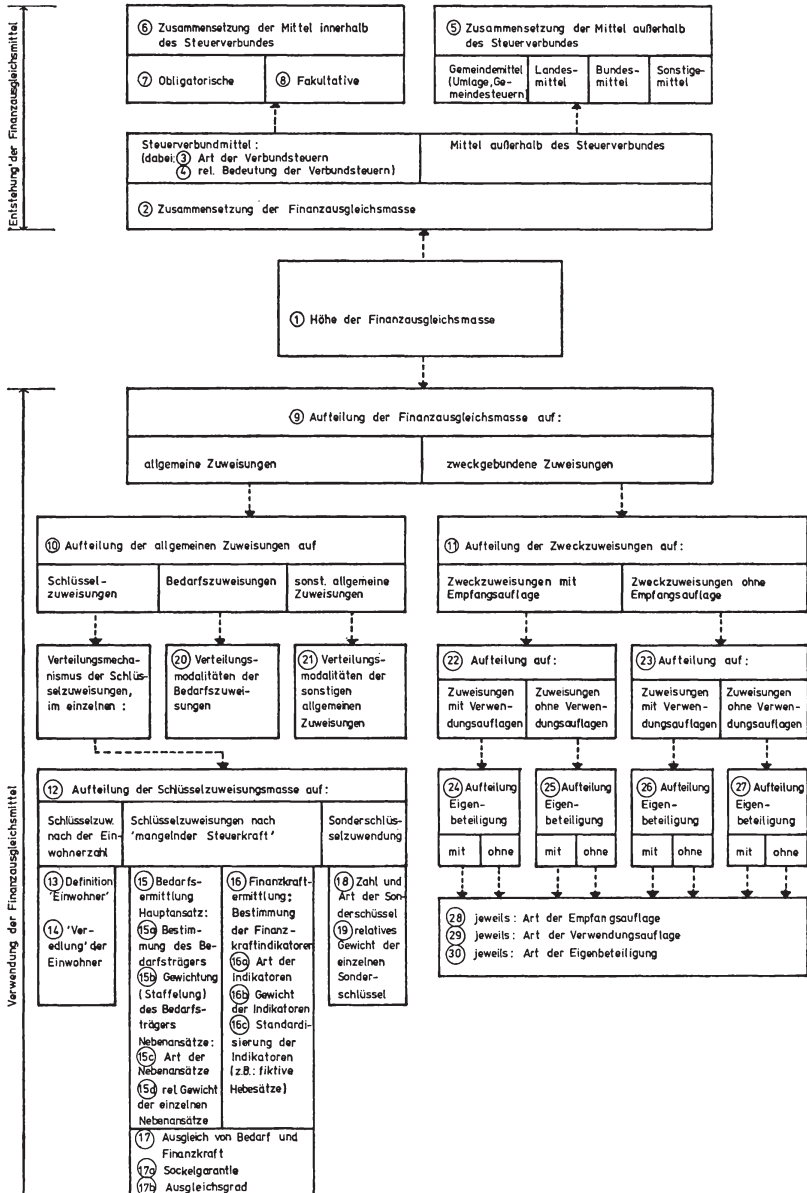 Entstehung der Finanzausgleichsmittel
⑥ Zusammensetzung der Mittel innerhalb
des Steuerverbundes
⑦ Obligatorische
⑧ Fakultative
⑤ Zusammensetzung der Mittel außerhalb
des Steuerverbundes
Gemeindemittel
(Umlage,Ge-
meindesteuern)
Landes-
mittel
Bundes-
mittel
Sonstige-
mittel
Steuerverbundmittel:
(dabei: ③ Art der Verbundsteuern
④ rel. Bedeutung der Verbundsteuern)
Mittel außerhalb des Steuerverbundes
② Zusammensetzung der Finanzausgleichsmasse
① Höhe der Finanzausgleichsmasse
Verwendung der Finanzausgleichsmittel
⑨ Aufteilung der Finanzausgleichsmasse auf:
allgemeine Zuweisungen
zweckgebundene Zuweisungen
⑩ Aufteilung der allgemeinen Zuweisungen auf
Schlüssel-
zuweisungen
Bedarfszuweisungen
sonst. allgemeine
Zuweisungen
⑪ Aufteilung der Zweckzuweisungen auf:
Zweckzuweisungen mit
Empfangsauflage
Zweckzuweisungen ohne
Empfangsauflage
Verteilungsmecha-
nismus der Schlüs-
selzuweisungen,
im einzelnen :
⑳ Verteilungs-
modalitäten der
Bedarfszuwei-
sungen
㉑ Verteilungs-
modalitäten der
sonstigen
allgemeinen
Zuweisungen
㉒ Aufteilung auf:
Zuweisungen
mit Verwen-
dungsauflagen
Zuweisungen
ohne Verwen-
dungsauflagen
㉓ Aufteilung auf:
Zuweisungen
mit Verwen-
dungsauflagen
Zuweisungen
ohne Verwen-
dungsauflagen
⑫ Aufteilung der Schlüsselzuweisungsmasse auf:
Schlüsselzuw.
nach der Ein-
wohnerzahl
Schlüsselzuweisungen nach
'mangelnder Steuerkraft'
Sonderschlüs-
selzuwendung
㉔ Aufteilung
Eigen-
beteiligung
mit
ohne
㉕ Aufteilung
Eigen-
beteiligung
mit
ohne
㉖ Aufteilung
Eigen-
beteiligung
mit
ohne
㉗ Aufteilung
Eigen-
beteiligung
mit
ohne
⑬ Definition
'Einwohner'
⑭ 'Ver-
edlung' der
Einwohner
⑮ Bedarfs-
ermittlung
Hauptansatz:
15a Bestim-
mung des Be-
darfsträgers
15b Gewichtung
(Staffelung)
des Bedarfs-
trägers
Nebenansätze:
15c Art der
Nebenansätze
15d rel. Gewicht
der einzelnen
Nebenansätze
⑯ Finanzkraft-
ermittlung:
Bestimmung
der Finanz-
kraftindikatoren
16a Art der
Indikatoren
16b Gewicht
der Indikatoren
16c Standardi-
sierung der
Indikatoren
(z.B.: fiktive
Hebesätze)
⑱ Zahl und
Art der Son-
derschüssel
⑲ relatives
Gewicht der
einzelnen
Sonder-
schlüssel
㉘ jeweils: Art der Empfangsauflage
㉙ jeweils: Art der Verwendungsauflage
㉚ jeweils: Art der Eigenbeteiligung
⑰ Ausgleich von Bedarf und
Finanzkraft
17a Sockelgarantie
17b Ausgleichsgrad